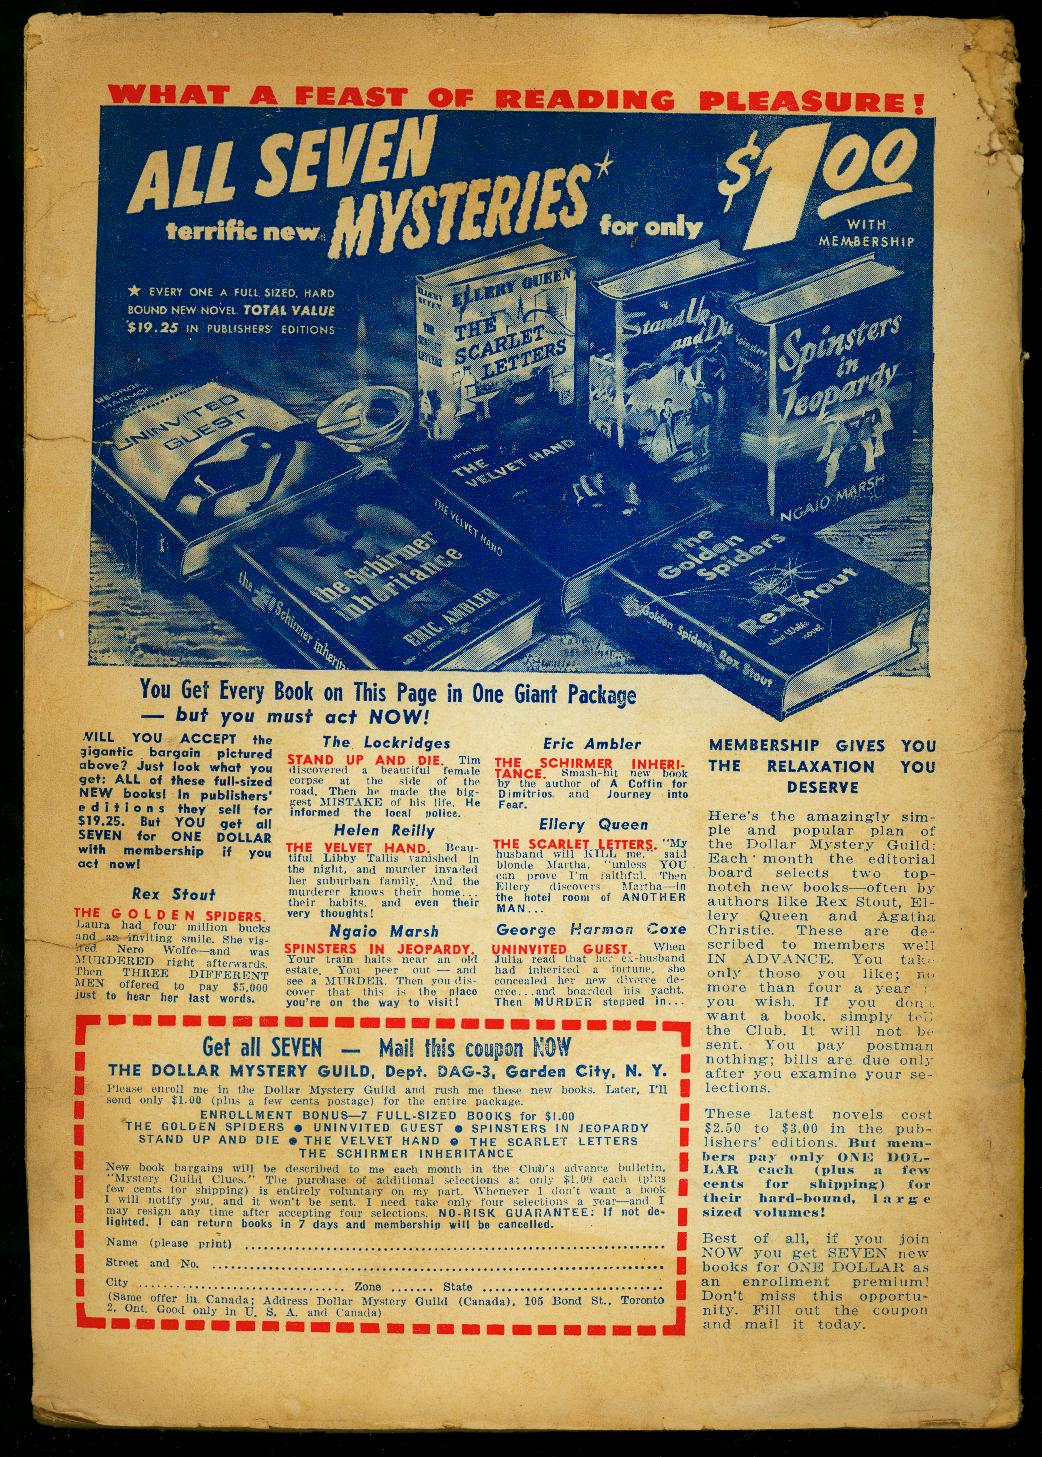 WHAT A FEAST OF READING PLEASURE!
ALL SEVEN
terrific new MYSTERIES* for only
$1.00
WITH
MEMBERSHIP
★ EVERY ONE A FULL SIZED, HARD
BOUND NEW NOVEL. TOTAL VALUE
$19.25 IN PUBLISHERS' EDITIONS
UNINVITED
GUEST
ELLERY QUEEN
THE
SCARLET
LETTERS
Stand Up
and Die
Spinsters
in
Jeopardy
NGAIO MARSH
Helen Reilly
THE
VELVET HAND
THE VELVET HAND
the Schirmer
inheritance
ERIC AMBLER
the Schirmer inherit
The
Golden
Spiders
Rex Stout
Golden Spiders Rex Stout
You Get Every Book on This Page in One Giant Package
— but you must act NOW!
WILL YOU ACCEPT the
gigantic bargain pictured
above? Just look what you
get: ALL of these full-sized
NEW books! In publishers'
editions they sell for
$19.25. But YOU get all
SEVEN for ONE DOLLAR
with membership if you
act now!
Rex Stout
THE GOLDEN SPIDERS.
Laura had four million bucks
and an inviting smile. She vis-
ited Nero Wolfe—and was
MURDERED right afterwards.
Then THREE DIFFERENT
MEN offered to pay $5,000
just to hear her last words.
The Lockridges
STAND UP AND DIE. Tim
discovered a beautiful female
corpse at the side of the
road. Then he made the big-
gest MISTAKE of his life. He
informed the local police.
Helen Reilly
THE VELVET HAND. Beau-
tiful Libby Tallis vanished in
the night, and murder invaded
her suburban family. And the
murderer knows their home...
their habits, and even their
very thoughts!
Ngaio Marsh
SPINSTERS IN JEOPARDY.
Your train halts near an old
estate. You peer out — and
see a MURDER. Then you dis-
cover that this is the place
you're on the way to visit!
Eric Ambler
THE SCHIRMER INHERI-
TANCE. Smash-hit new book
by the author of A Coffin for
Dimitrios and Journey into
Fear.
Ellery Queen
THE SCARLET LETTERS. "My
husband will KILL me," said
blonde Martha, "unless YOU
can prove I'm faithful. Then
Ellery discovers Martha—in
the hotel room of ANOTHER
MAN...
George Harmon Coxe
UNINVITED GUEST. When
Julia read that her ex-husband
had inherited a fortune, she
concealed her new divorce de-
cree...and boarded his yacht.
Then MURDER stepped in...
MEMBERSHIP GIVES YOU
THE RELAXATION YOU
DESERVE
Here's the amazingly sim-
ple and popular plan of
the Dollar Mystery Guild:
Each month the editorial
board selects two top-
notch new books—often by
authors like Rex Stout, El-
lery Queen and Agatha
Christie. These are de-
scribed to members well
IN ADVANCE. You take
only those you like; no
more than four a year if
you wish. If you don't
want a book, simply tell
the Club. It will not be
sent. You pay postman
nothing; bills are due only
after you examine your se-
lections.
These latest novels cost
$2.50 to $3.00 in the pub-
lishers' editions. But mem-
bers pay only ONE DOL-
LAR each (plus a few
cents for shipping) for
their hard-bound, large
sized volumes!
Best of all, if you join
NOW you get SEVEN new
books for ONE DOLLAR as
an enrollment premium!
Don't miss this opportu-
nity. Fill out the coupon
and mail it today.
Get all SEVEN — Mail this coupon NOW
THE DOLLAR MYSTERY GUILD, Dept. DAG-3, Garden City, N. Y.
Please enroll me in the Dollar Mystery Guild and rush me those new books. Later, I'll
send only $1.00 (plus a few cents postage) for the entire package.
ENROLLMENT BONUS—7 FULL-SIZED BOOKS for $1.00
THE GOLDEN SPIDERS ● UNINVITED GUEST ● SPINSTERS IN JEOPARDY
STAND UP AND DIE ● THE VELVET HAND ● THE SCARLET LETTERS
THE SCHIRMER INHERITANCE
New book bargains will be described to me each month in the Club's advance bulletin,
"Mystery Guild Clues." The purchase of additional selections at only $1.00 each (plus
few cents for shipping) is entirely voluntary on my part. Whenever I don't want a book
I will notify you, and it won't be sent. I need take only four selections a year—and I
may resign any time after accepting four selections. NO-RISK GUARANTEE: If not de-
lighted, I can return books in 7 days and membership will be cancelled.
Name (please print) ........................................
Street and No. ........................................
City ........................ Zone ....... State ........................
(Same offer in Canada; Address Dollar Mystery Guild (Canada), 105 Bond St., Toronto
2, Ont. Good only in U. S. A. and Canada)